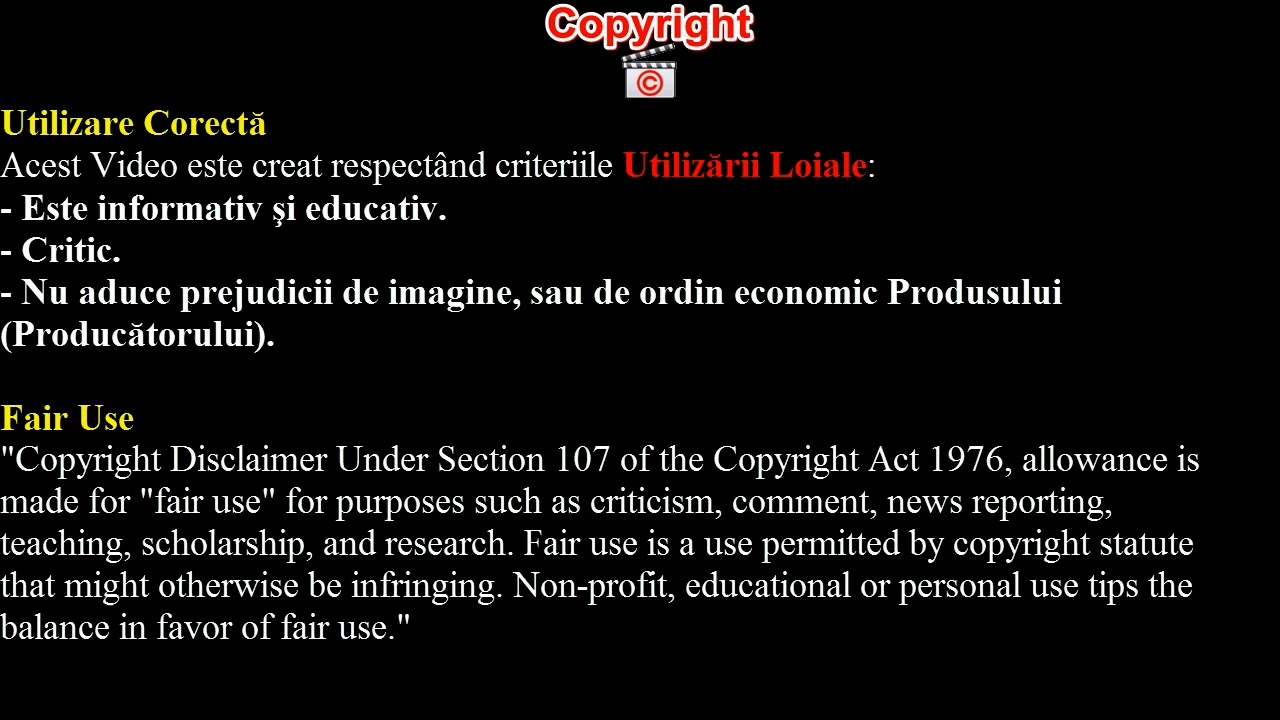 Copyright
©
Utilizare Corectă
Acest Video este creat respectând criteriile Utilizării Loiale:
- Este informativ şi educativ.
- Critic.
- Nu aduce prejudicii de imagine, sau de ordin economic Produsului
(Producătorului).
Fair Use
"Copyright Disclaimer Under Section 107 of the Copyright Act 1976, allowance is
made for "fair use" for purposes such as criticism, comment, news reporting,
teaching, scholarship, and research. Fair use is a use permitted by copyright statute
that might otherwise be infringing. Non-profit, educational or personal use tips the
balance in favor of fair use."